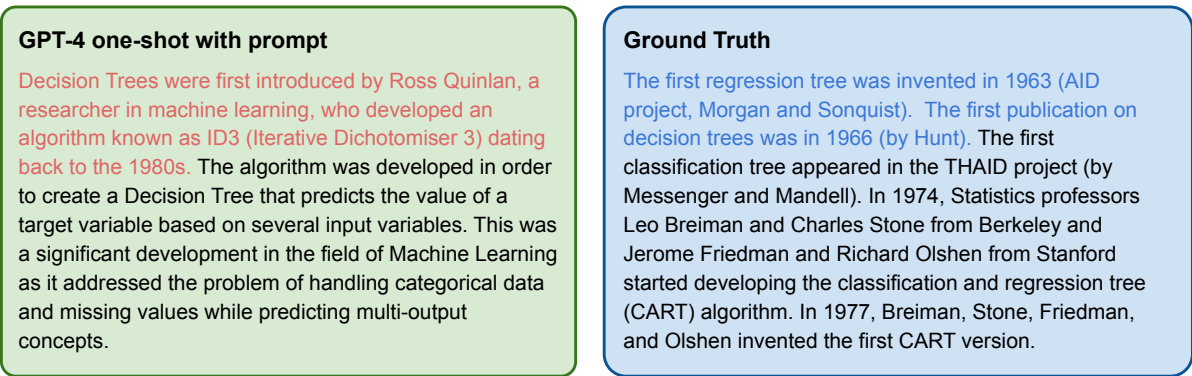 GPT-4 one-shot with prompt
Decision Trees were first introduced by Ross Quinlan, a
researcher in machine learning, who developed an
algorithm known as ID3 (Iterative Dichotomiser 3) dating
back to the 1980s. The algorithm was developed in order
to create a Decision Tree that predicts the value of a
target variable based on several input variables. This was
a significant development in the field of Machine Learning
as it addressed the problem of handling categorical data
and missing values while predicting multi-output
concepts.
Ground Truth
The first regression tree was invented in 1963 (AID
project, Morgan and Sonquist).  The first publication on
decision trees was in 1966 (by Hunt). The first
classification tree appeared in the THAID project (by
Messenger and Mandell). In 1974, Statistics professors
Leo Breiman and Charles Stone from Berkeley and
Jerome Friedman and Richard Olshen from Stanford
started developing the classification and regression tree
(CART) algorithm. In 1977, Breiman, Stone, Friedman,
and Olshen invented the first CART version.